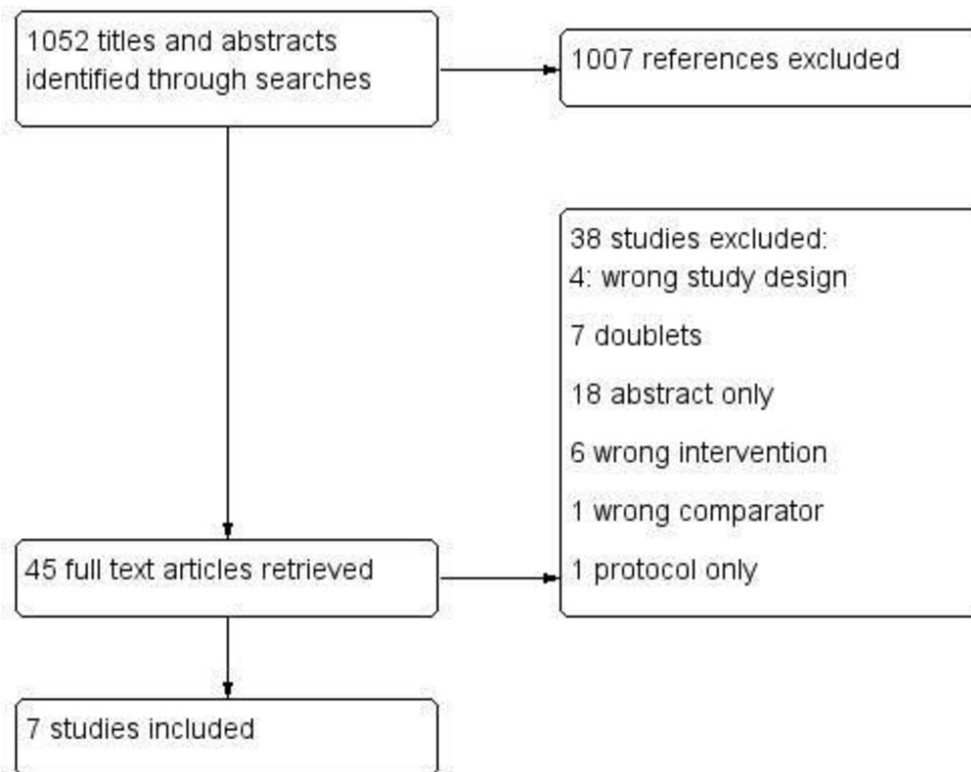 1052 titles and abstracts
identified through searches
1007 references excluded
38 studies excluded:
4: wrong study design
7 doublets
18 abstract only
6 wrong intervention
1 wrong comparator
1 protocol only
45 full text articles retrieved
7 studies included